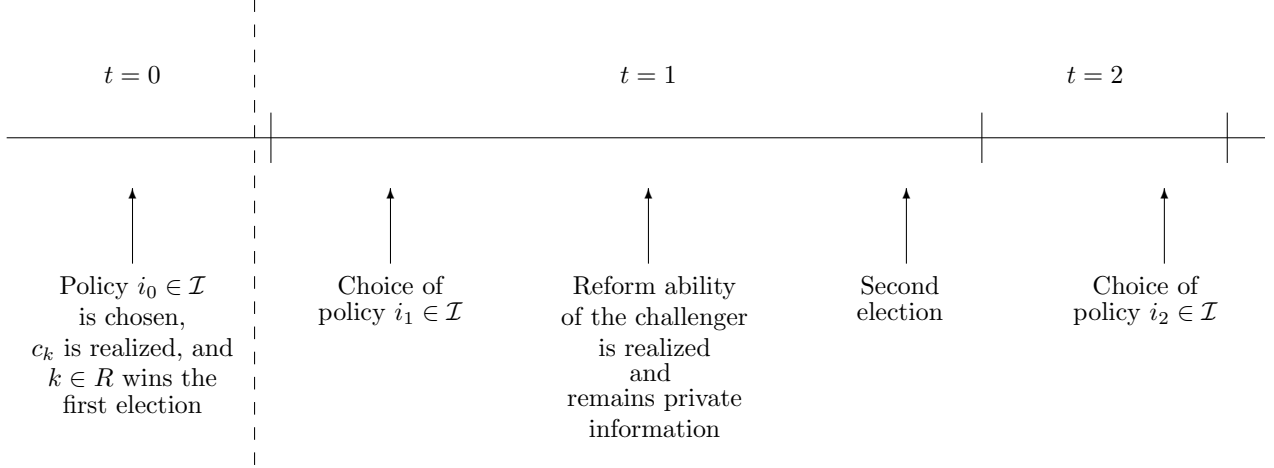 t = 0
t = 1
t = 2
Policy i₀ ∈ 𝓘
is chosen,
cₖ is realized, and
k ∈ R wins the
first election
Choice of
policy i₁ ∈ 𝓘
Reform ability
of the challenger
is realized
and
remains private
information
Second
election
Choice of
policy i₂ ∈ 𝓘